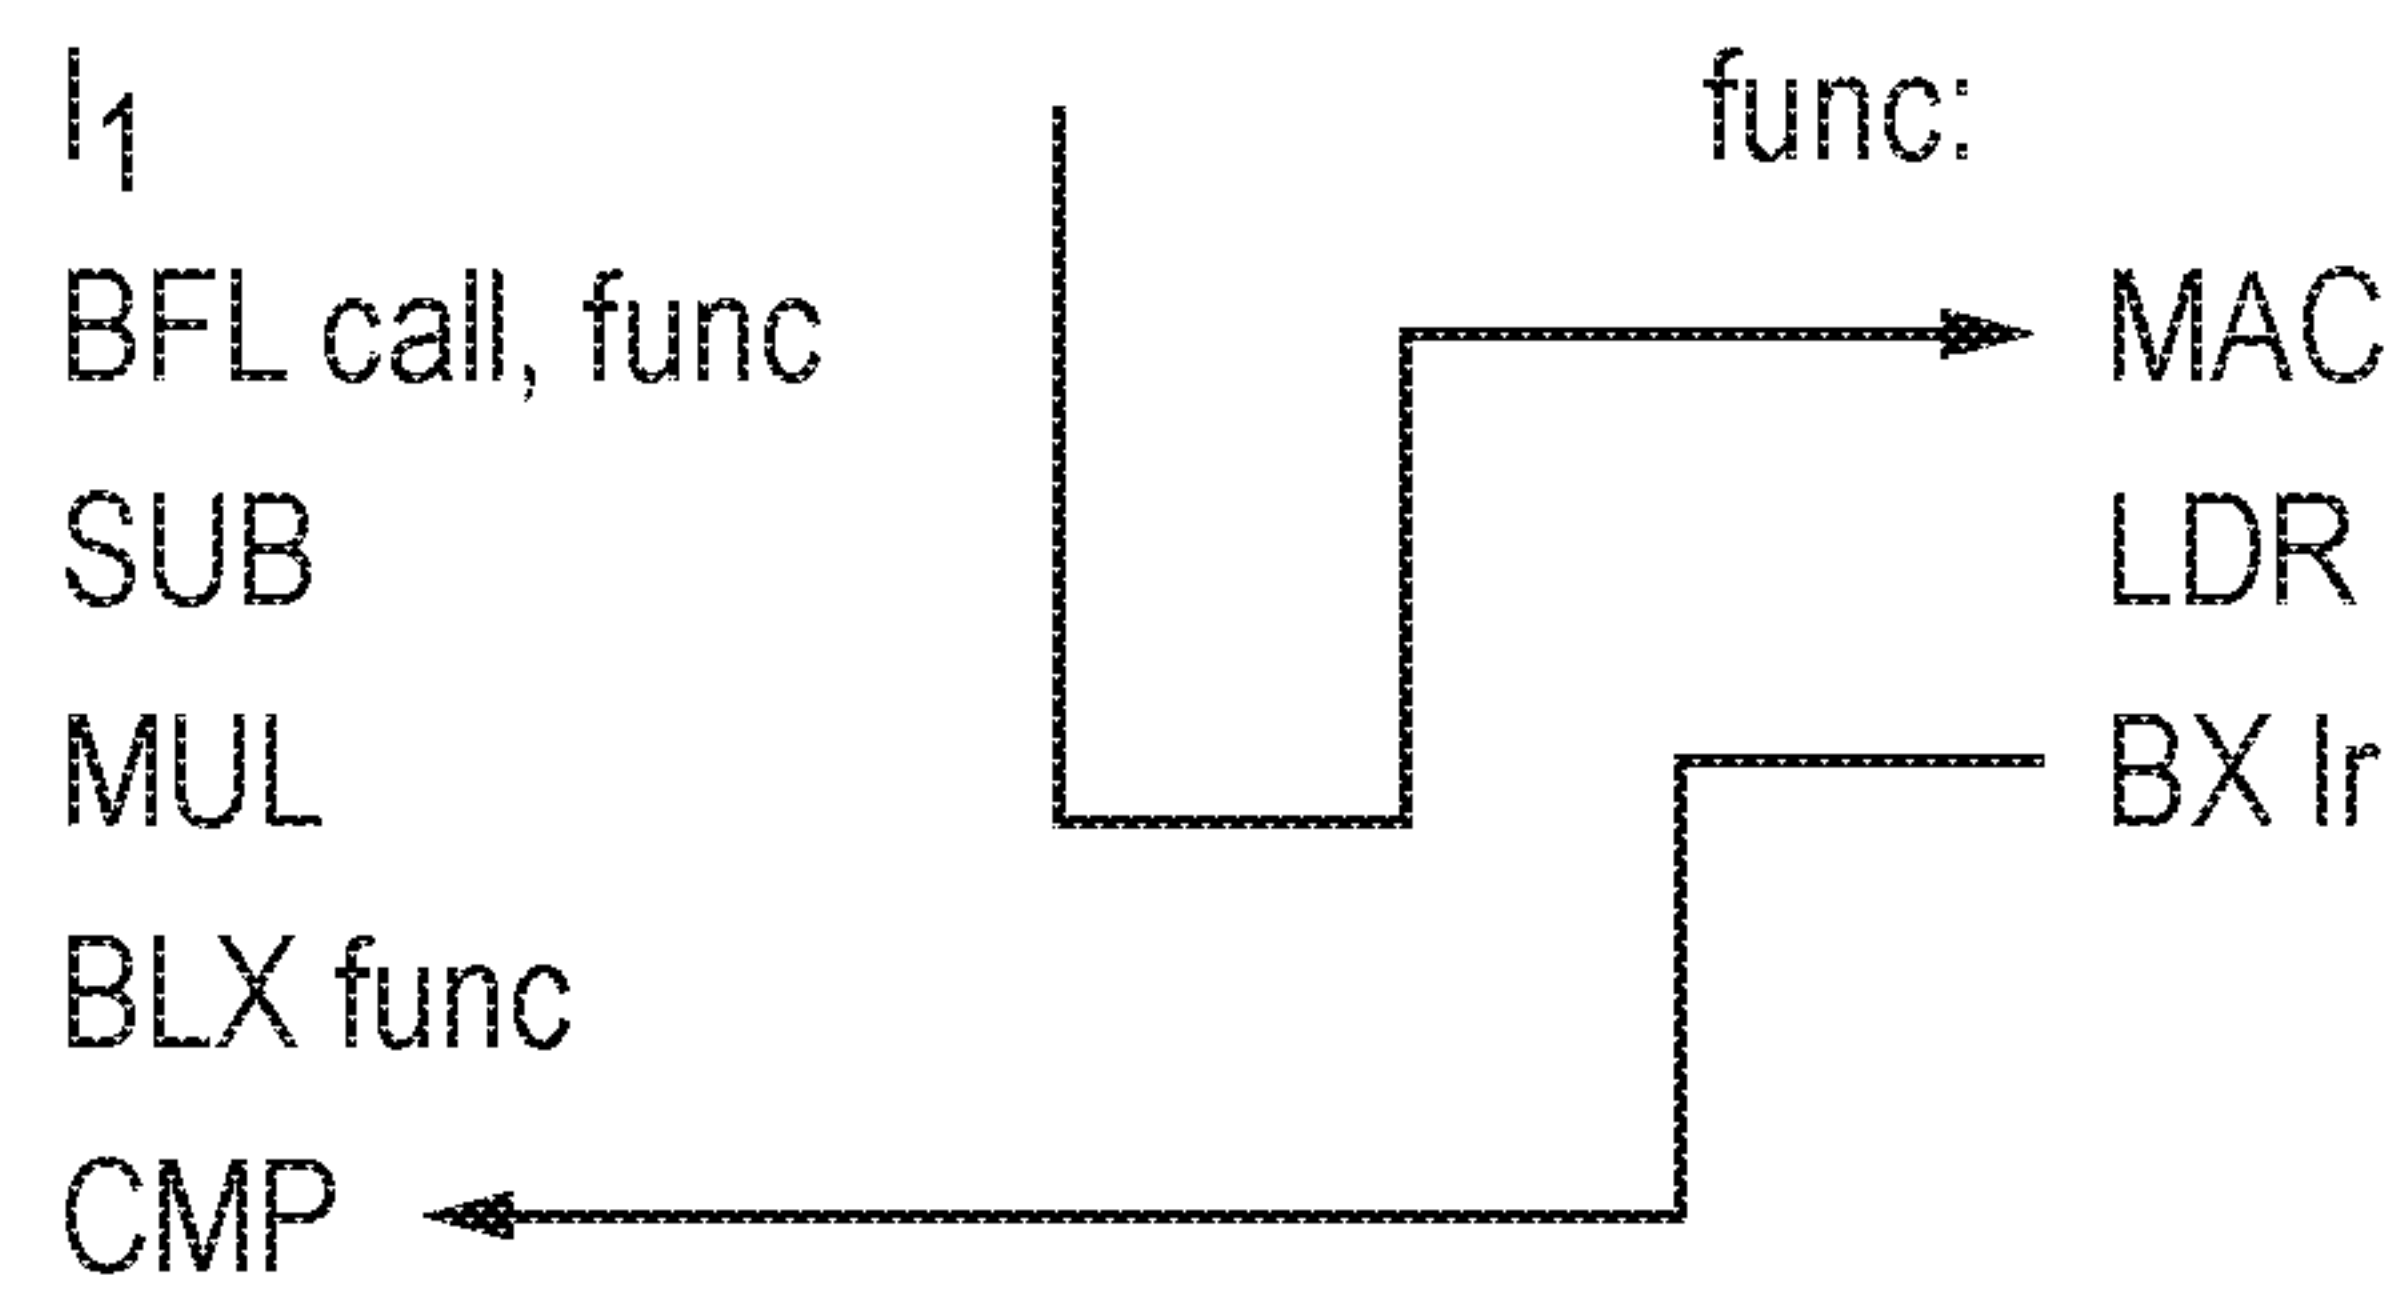 I1
BFL call, func
SUB
MUL
BLX func
CMP
func:
MAC
LDR
BX lr